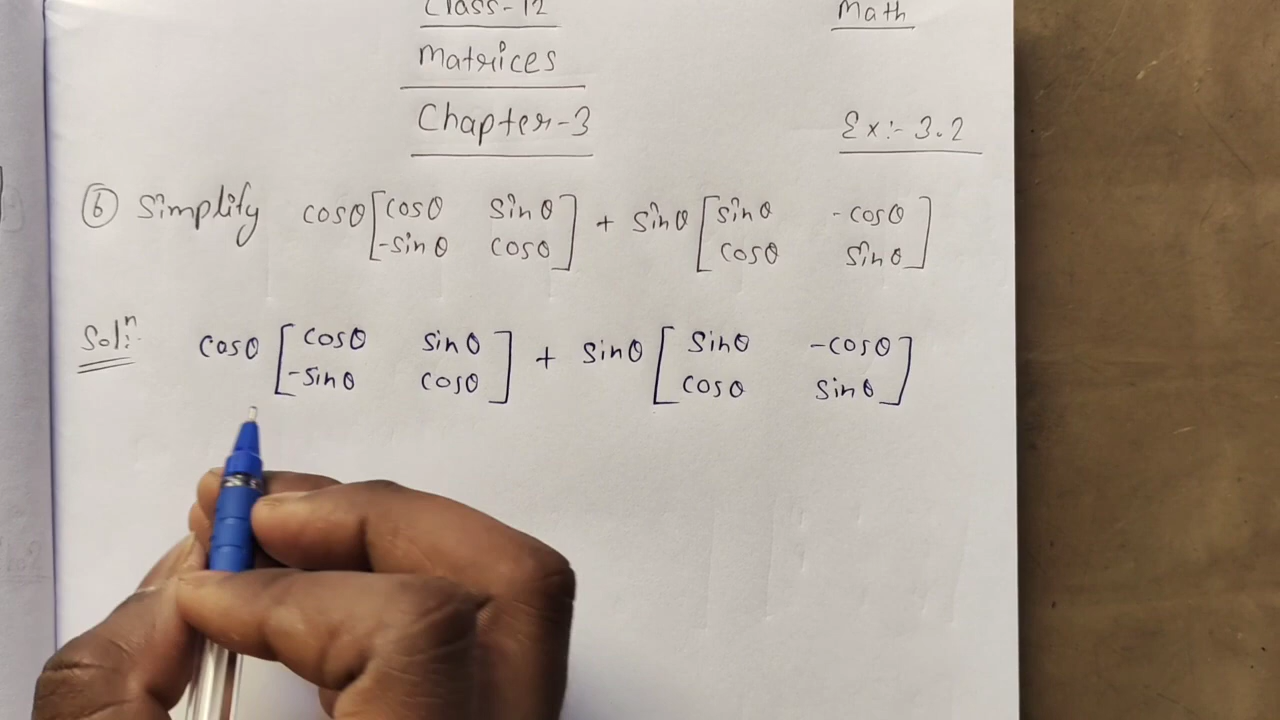 Class-12 Math
Matrices
Chapter-3 Ex:- 3.2
⑥ Simplify cosθ [cosθ sinθ] + sinθ [sinθ -cosθ]
[-sinθ cosθ] [cosθ sinθ]
Solⁿ:- cosθ [cosθ sinθ] + sinθ [sinθ -cosθ]
[-sinθ cosθ] [cosθ sinθ]